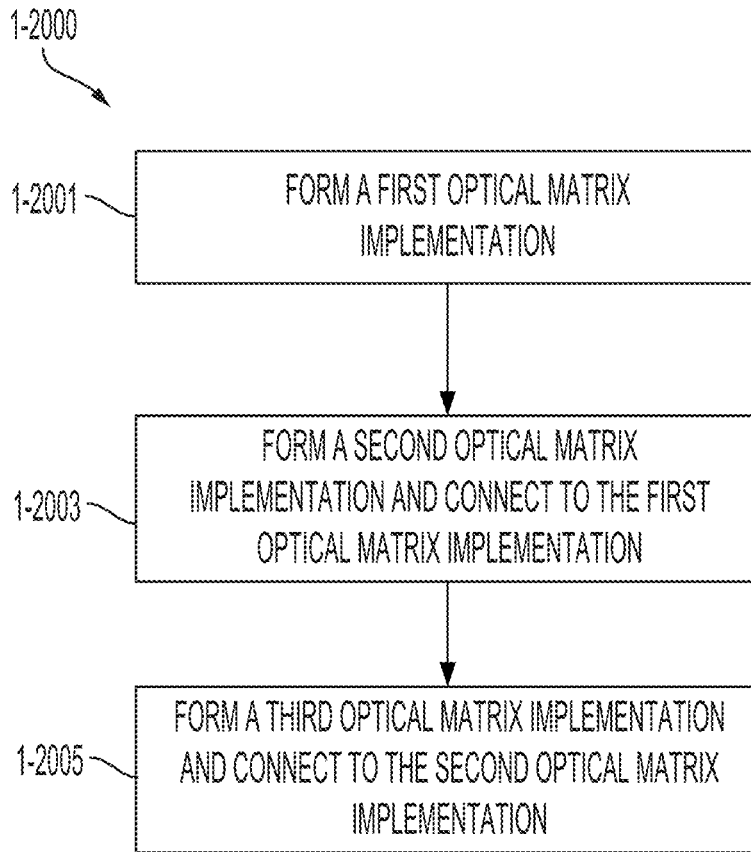 1-2000
1-2001
FORM A FIRST OPTICAL MATRIX
IMPLEMENTATION
1-2003
FORM A SECOND OPTICAL MATRIX
IMPLEMENTATION AND CONNECT TO THE FIRST
OPTICAL MATRIX IMPLEMENTATION
1-2005
FORM A THIRD OPTICAL MATRIX IMPLEMENTATION
AND CONNECT TO THE SECOND OPTICAL MATRIX
IMPLEMENTATION